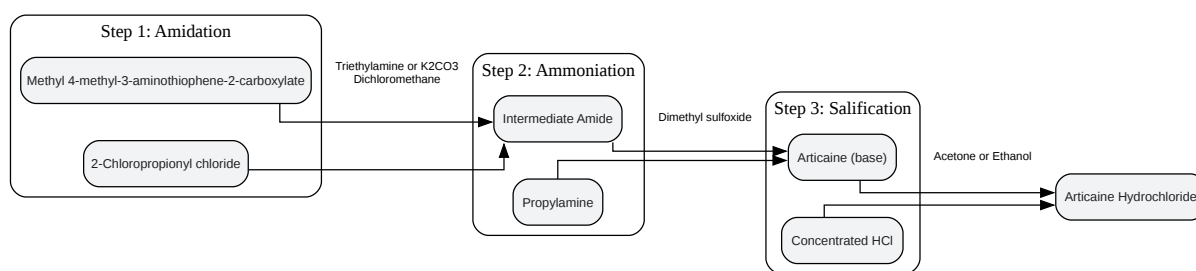 Step 1: Amidation
Methyl 4-methyl-3-aminothiophene-2-carboxylate
2-Chloropropionyl chloride
Triethylamine or K2CO3
Dichloromethane
Step 2: Ammoniation
Intermediate Amide
Propylamine
Dimethyl sulfoxide
Step 3: Salification
Articaine (base)
Concentrated HCl
Acetone or Ethanol
Articaine Hydrochloride